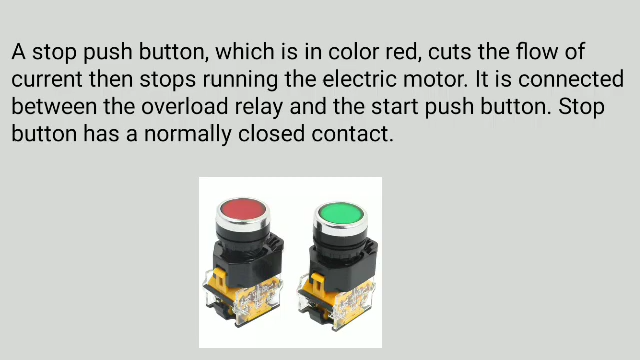 A stop push button, which is in color red, cuts the flow of
current then stops running the electric motor. It is connected
between the overload relay and the start push button. Stop
button has a normally closed contact.